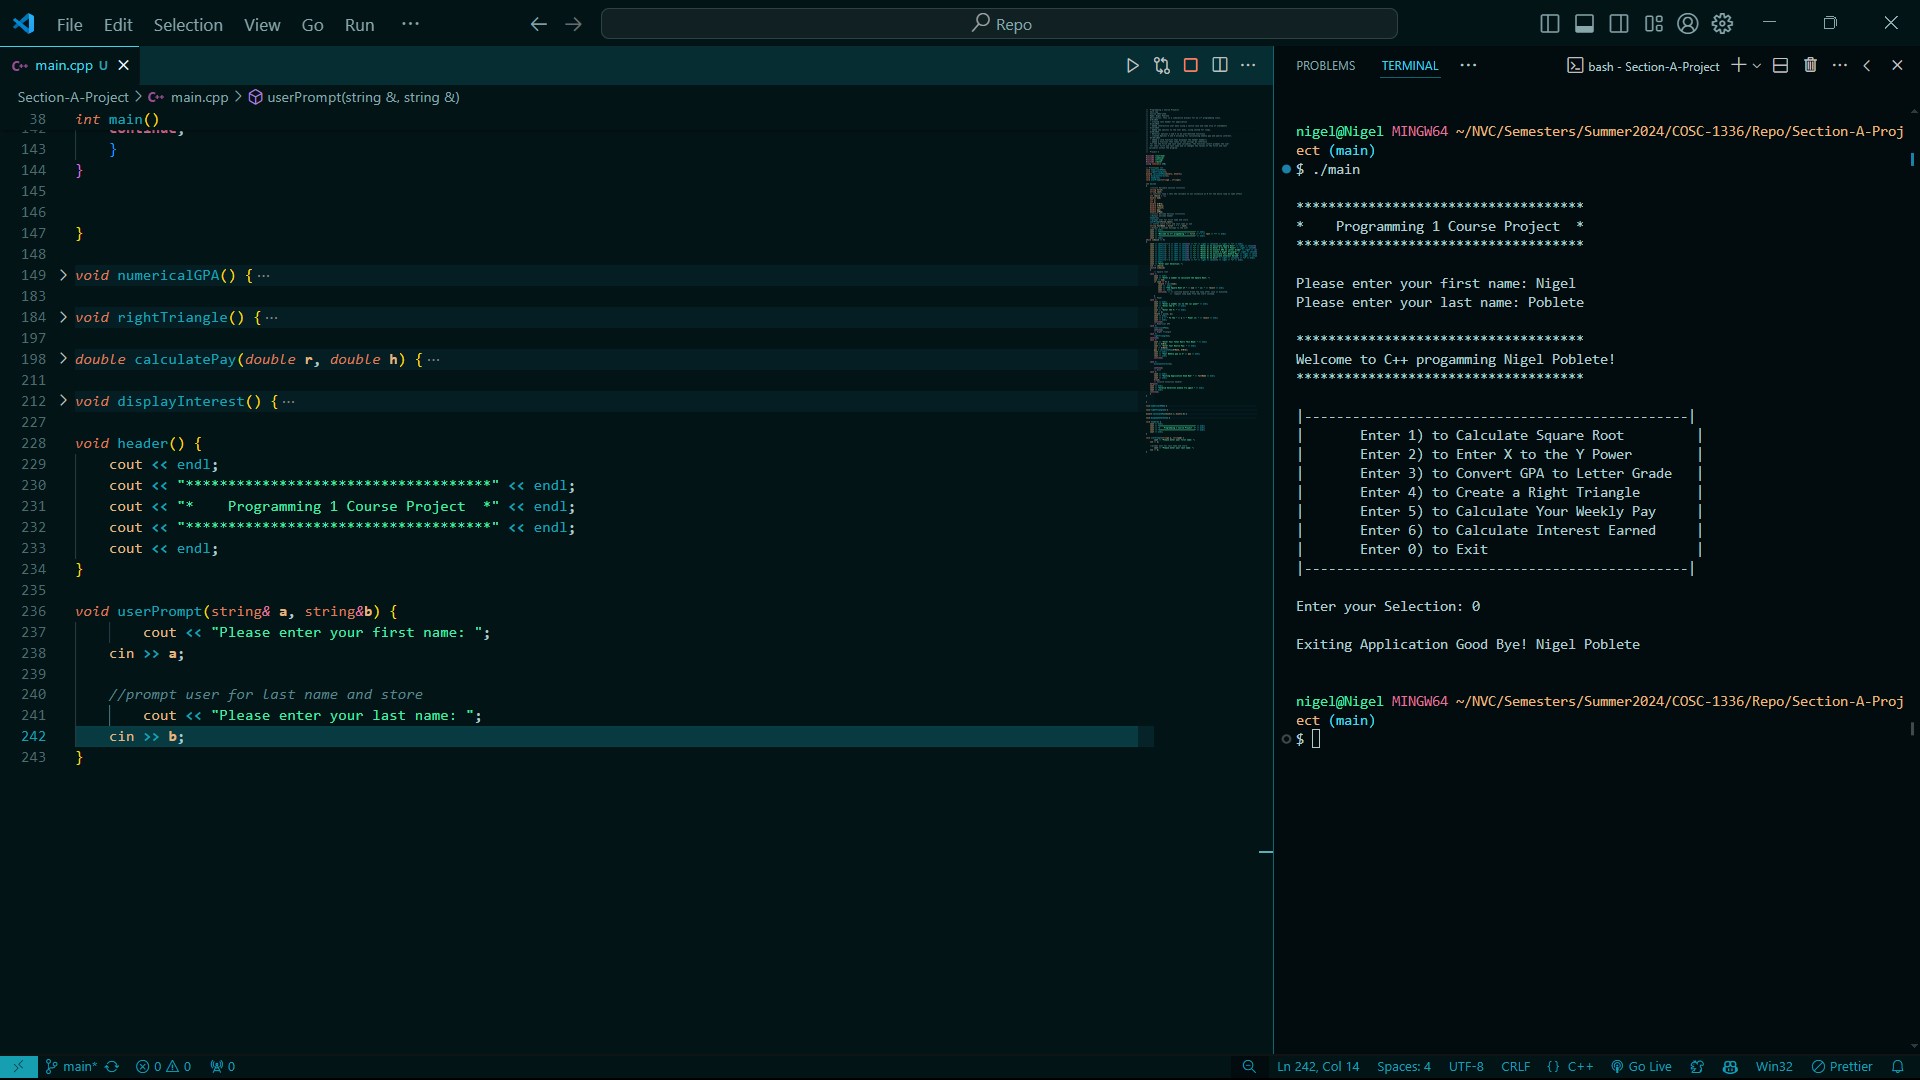 File Edit Selection View Go Run ···
Repo
main.cpp U
Section-A-Project > main.cpp > userPrompt(string &, string &)
38 int main()
142 continue;
143 }
144 }
145
146
147 }
148
149 void numericalGPA() { ···
183
184 void rightTriangle() { ···
197
198 double calculatePay(double r, double h) { ···
211
212 void displayInterest() { ···
227
228 void header() {
229 cout << endl;
230 cout << "************************************" << endl;
231 cout << "*    Programming 1 Course Project  *" << endl;
232 cout << "************************************" << endl;
233 cout << endl;
234 }
235
236 void userPrompt(string& a, string&b) {
237 cout << "Please enter your first name: ";
238 cin >> a;
239
240 //prompt user for last name and store
241 cout << "Please enter your last name: ";
242 cin >> b;
243 }
PROBLEMS TERMINAL ··· bash - Section-A-Project
nigel@Nigel MINGW64 ~/NVC/Semesters/Summer2024/COSC-1336/Repo/Section-A-Proj
ect (main)
$ ./main
************************************
*    Programming 1 Course Project  *
************************************
Please enter your first name: Nigel
Please enter your last name: Poblete
************************************
Welcome to C++ progamming Nigel Poblete!
************************************
|------------------------------------------------|
|       Enter 1) to Calculate Square Root         |
|       Enter 2) to Enter X to the Y Power        |
|       Enter 3) to Convert GPA to Letter Grade   |
|       Enter 4) to Create a Right Triangle       |
|       Enter 5) to Calculate Your Weekly Pay     |
|       Enter 6) to Calculate Interest Earned     |
|       Enter 0) to Exit                          |
|------------------------------------------------|
Enter your Selection: 0
Exiting Application Good Bye! Nigel Poblete
nigel@Nigel MINGW64 ~/NVC/Semesters/Summer2024/COSC-1336/Repo/Section-A-Proj
ect (main)
$
main* 0 0 0 Ln 242, Col 14 Spaces: 4 UTF-8 CRLF {} C++ Go Live Win32 Prettier